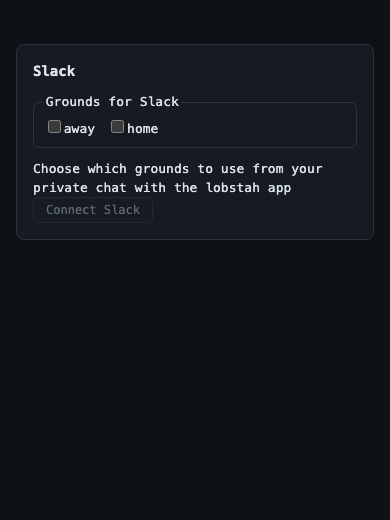 Slack
Grounds for Slack
away home
Choose which grounds to use from your
private chat with the lobstah app
Connect Slack